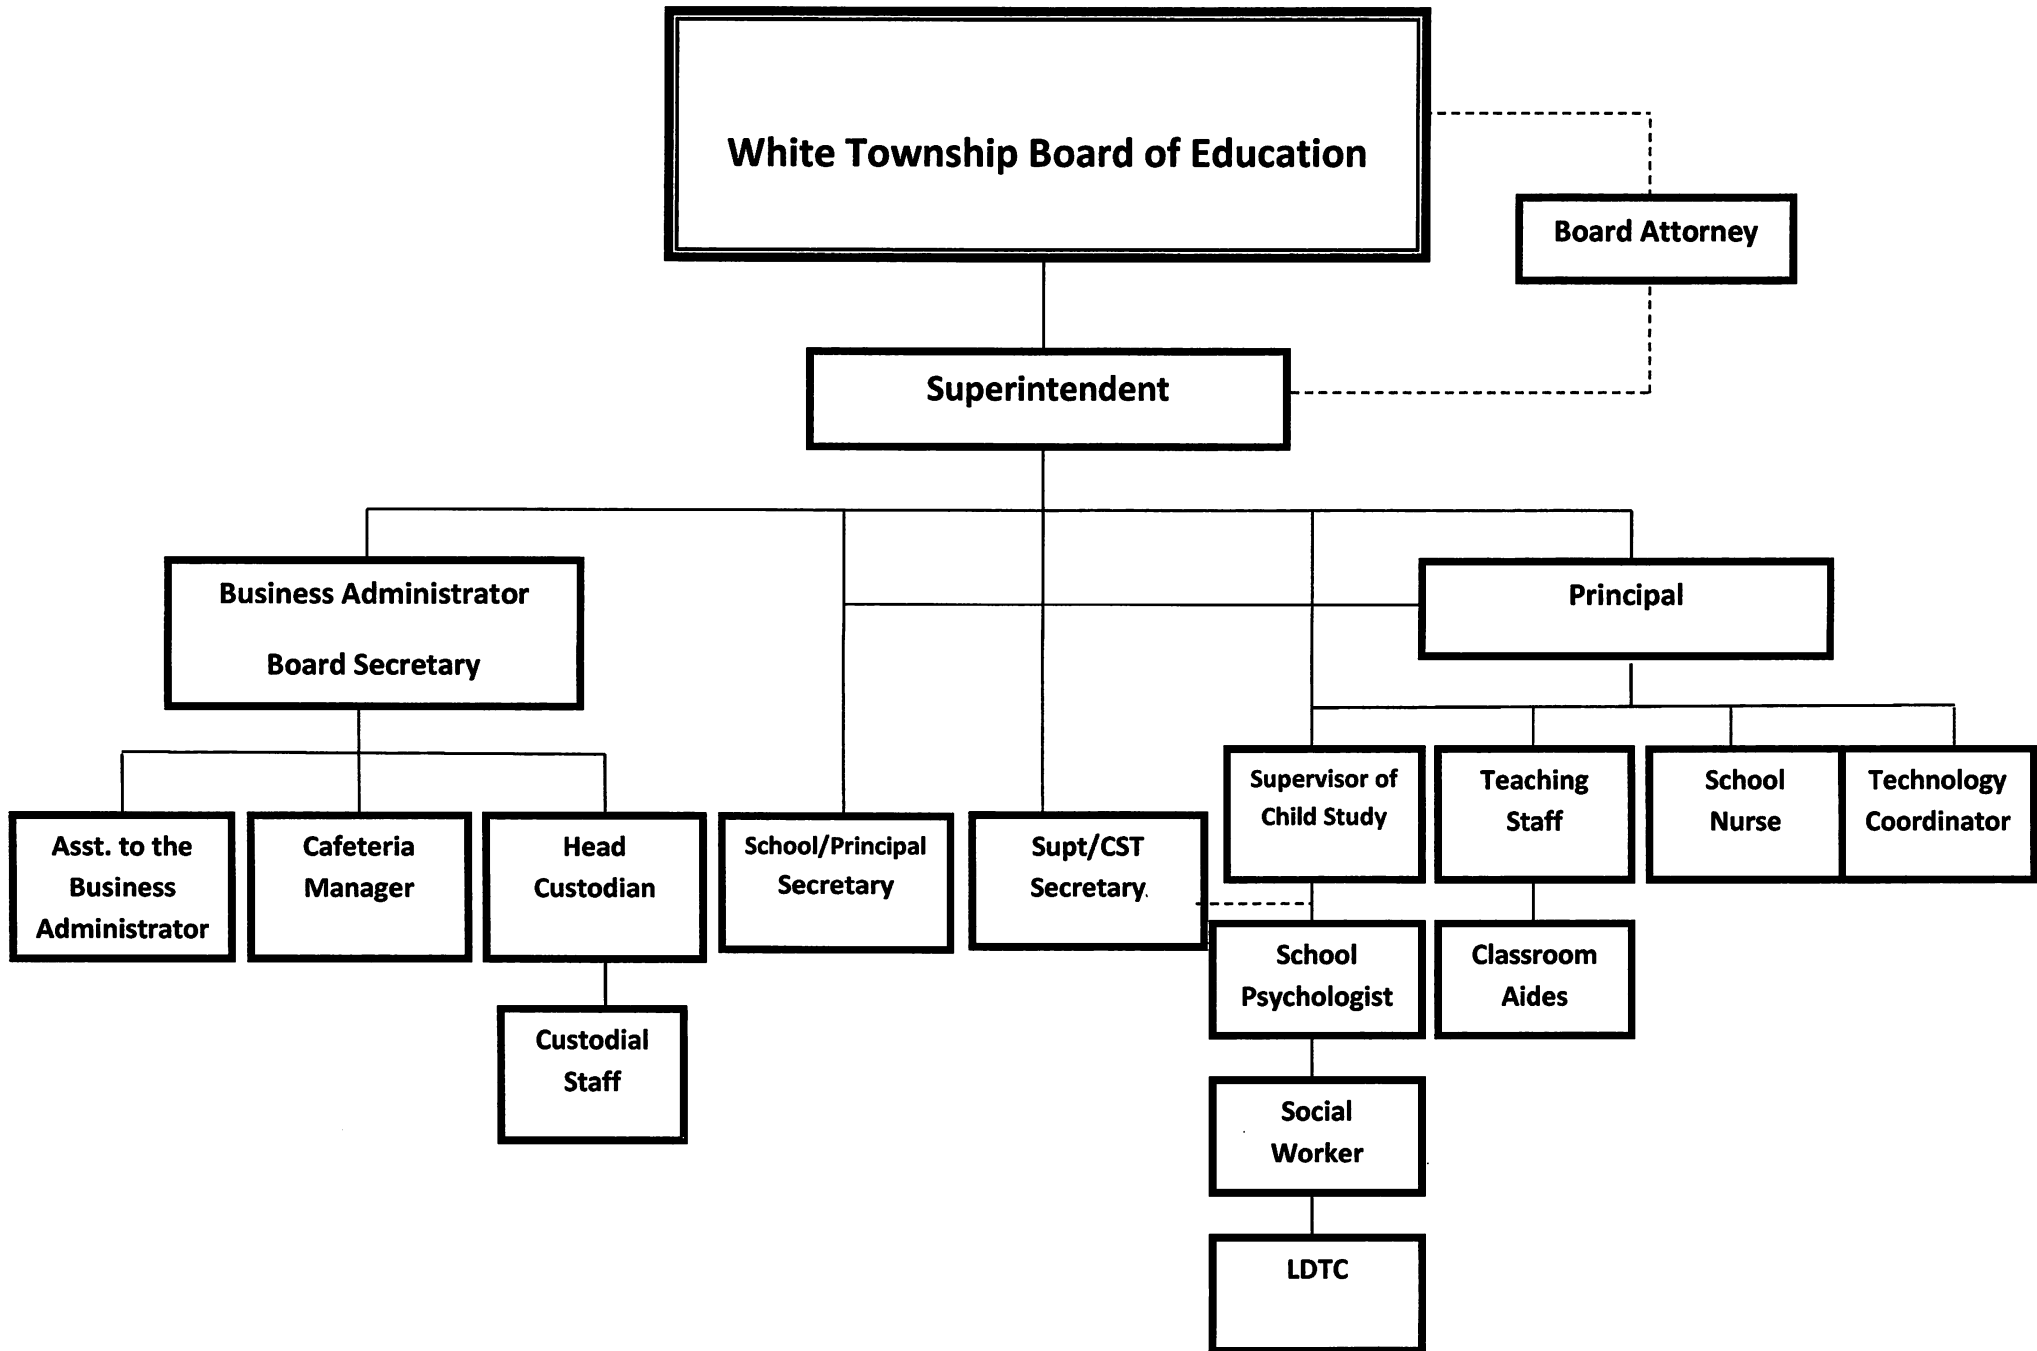 White Township Board of Education
Board Attorney
Superintendent
Business Administrator
Board Secretary
Principal
Supervisor of
Child Study
Teaching
Staff
School
Nurse
Technology
Coordinator
Asst. to the
Business
Administrator
Cafeteria
Manager
Head
Custodian
School/Principal
Secretary
Supt/CST
Secretary
School
Psychologist
Classroom
Aides
Custodial
Staff
Social
Worker
LDTC